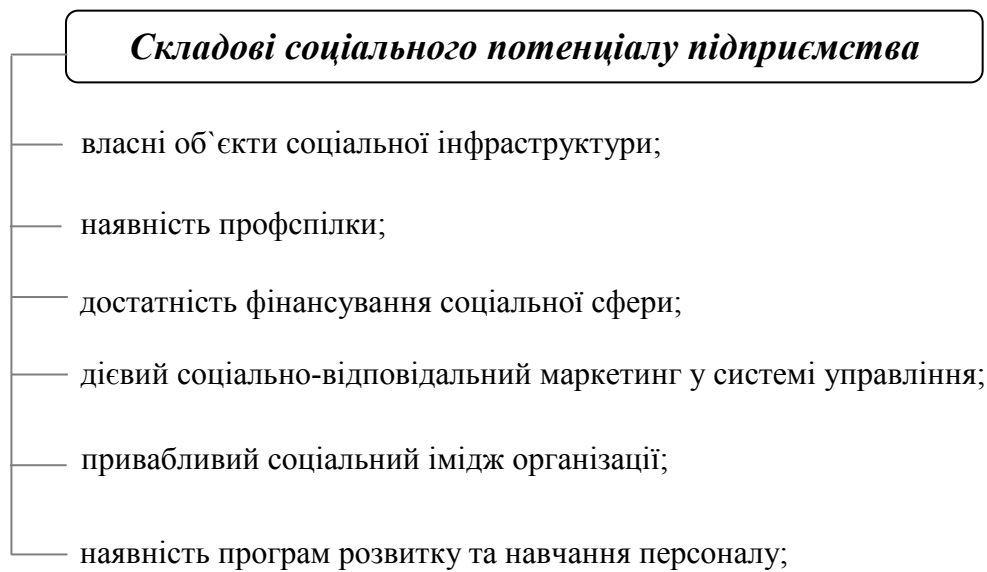 Складові соціального потенціалу підприємства
власні об`єкти соціальної інфраструктури;
наявність профспілки;
достатність фінансування соціальної сфери;
дієвий соціально-відповідальний маркетинг у системі управління;
привабливий соціальний імідж організації;
наявність програм розвитку та навчання персоналу;